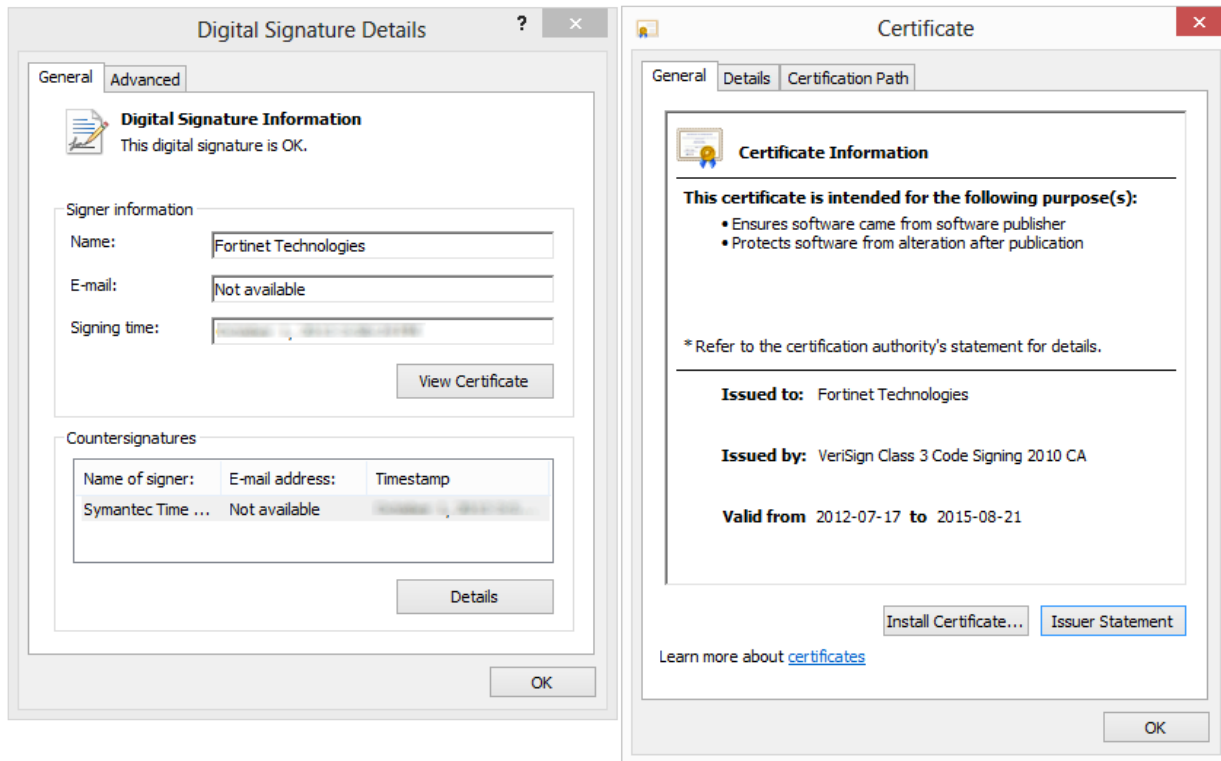 Digital Signature Details
?
General
Advanced
Digital Signature Information
This digital signature is OK.
Signer information
Name:
Fortinet Technologies
E-mail:
Not available
Signing time:
View Certificate
Countersignatures
Name of signer: E-mail address: Timestamp
Symantec Time ... Not available
Details
OK
Certificate
General
Details
Certification Path
Certificate Information
This certificate is intended for the following purpose(s):
• Ensures software came from software publisher
• Protects software from alteration after publication
* Refer to the certification authority's statement for details.
Issued to: Fortinet Technologies
Issued by: VeriSign Class 3 Code Signing 2010 CA
Valid from 2012-07-17 to 2015-08-21
Install Certificate...
Issuer Statement
Learn more about certificates
OK